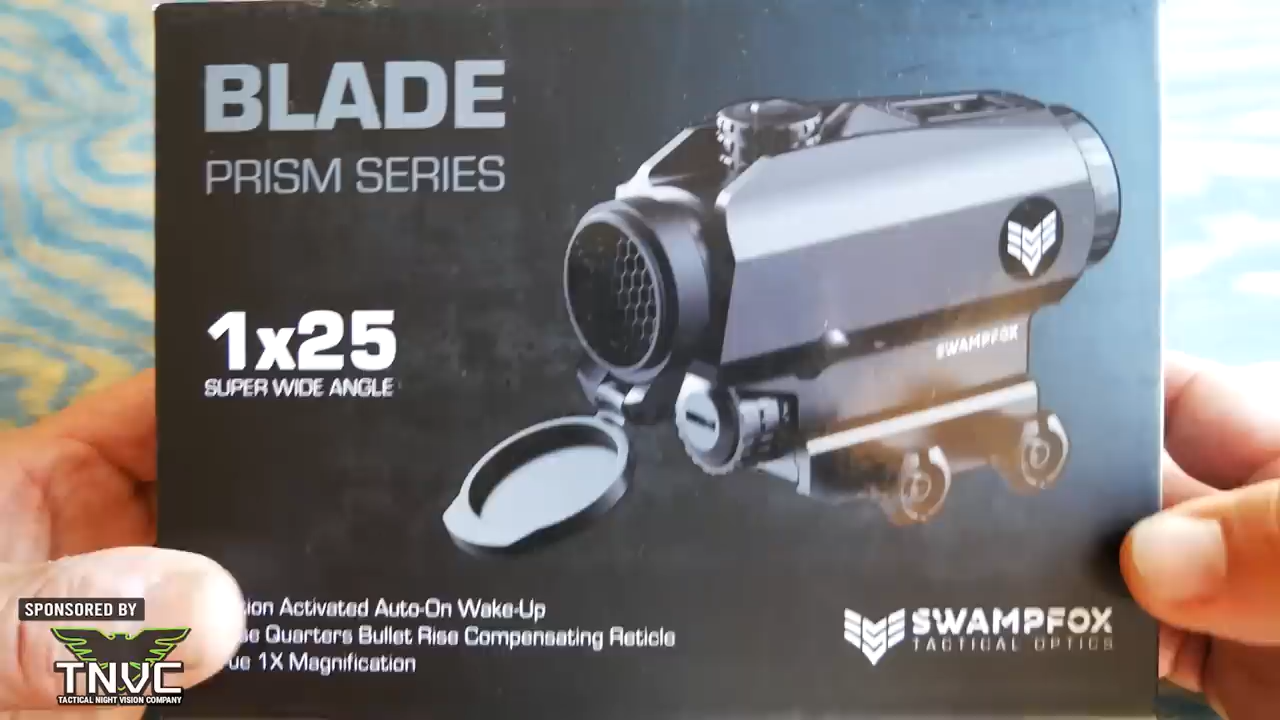 BLADE
PRISM SERIES
1x25
SUPER WIDE ANGLE
SWAMPFOX
Activated Auto-On Wake-Up
Quarters Bullet Rise Compensating Reticle
1X Magnification
SWAMPFOX
TACTICAL OPTICS
SPONSORED BY
TNVC
TACTICAL NIGHT VISION COMPANY